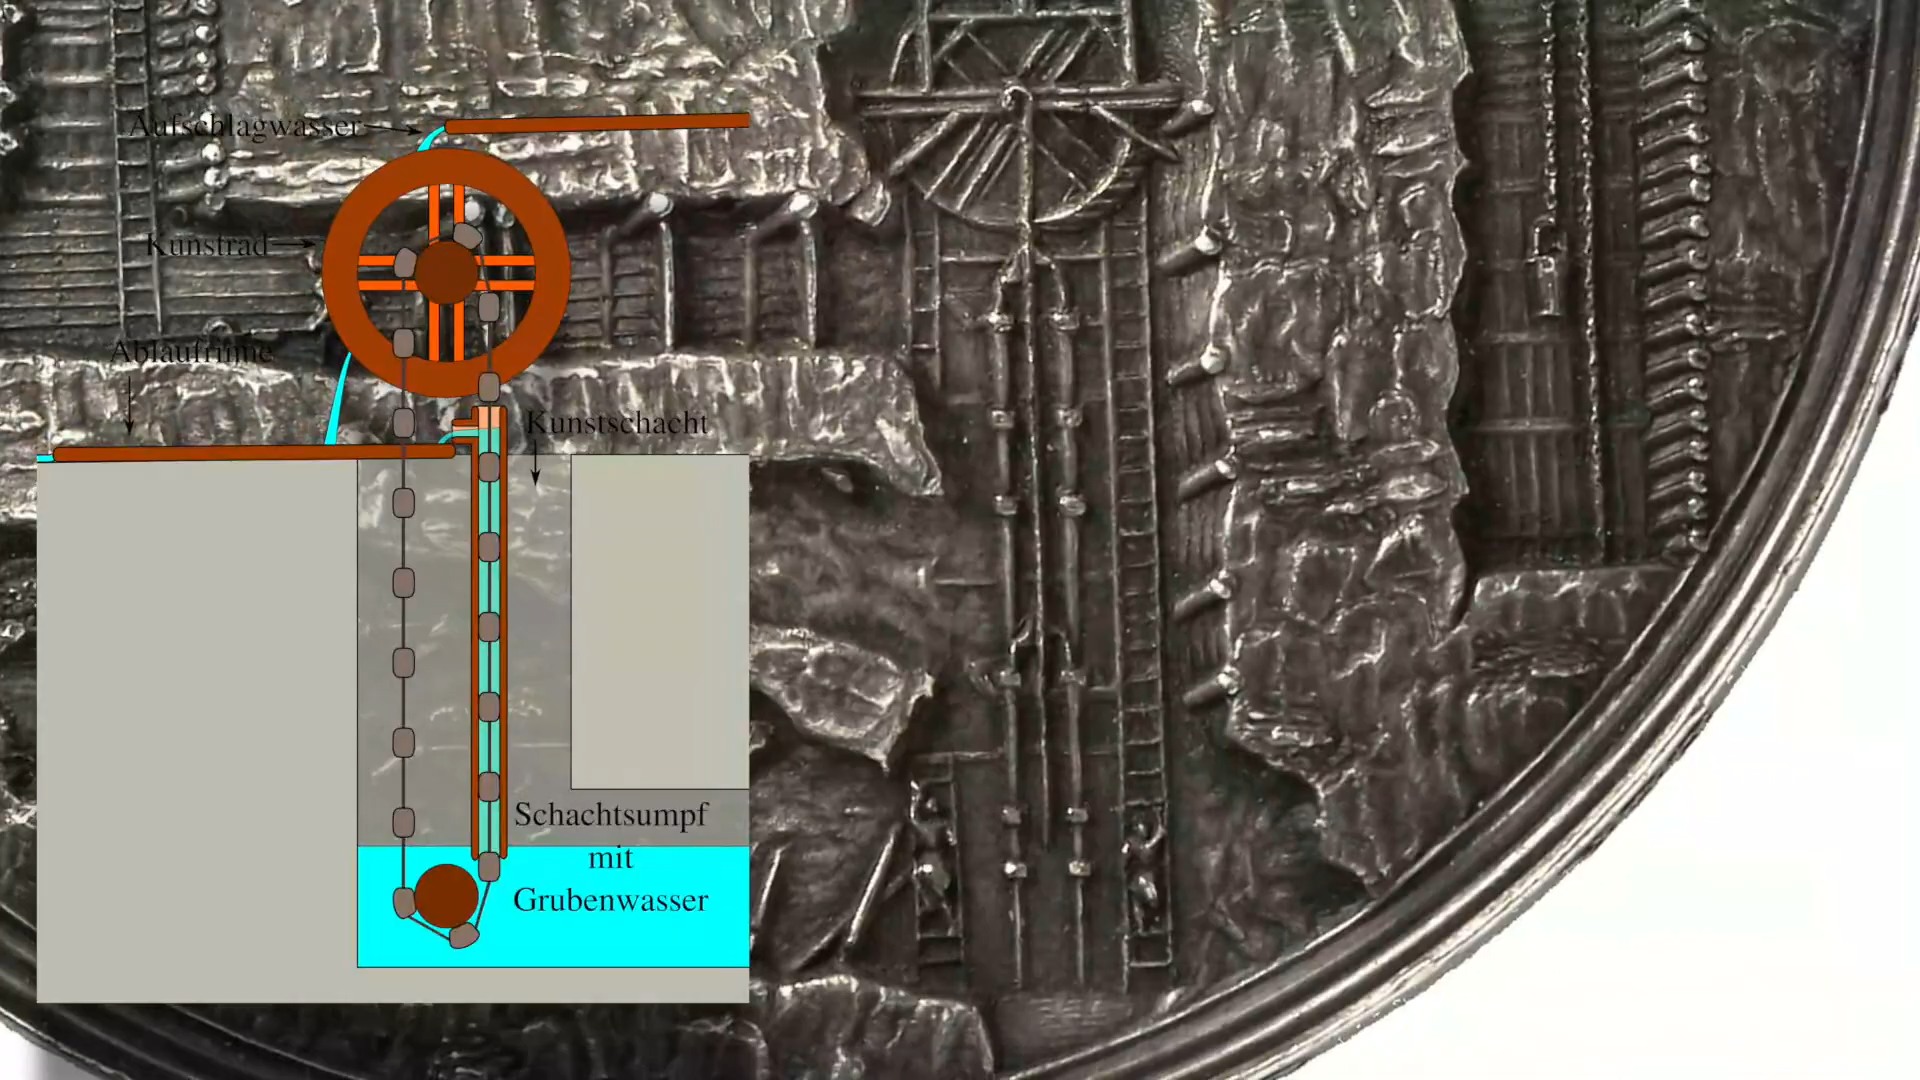 Aufschlagwasser
Kunstrad
Ablaufrinne
Kunstschacht
Schachtsumpf
mit
Grubenwasser